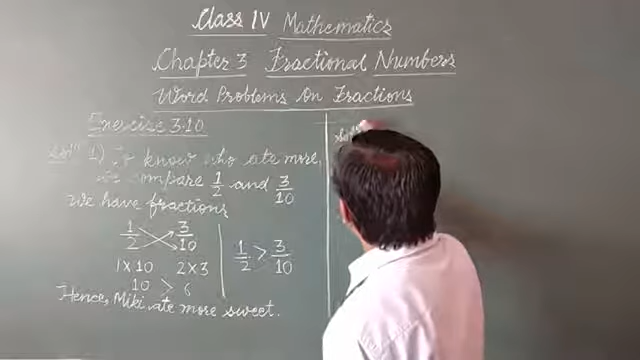 Class IV Mathematics
Chapter 3 Fractional Numbers
Word Problems On Fractions
Exercise 3.10
Solⁿ 1) To know who ate more,
we compare 1/2 and 3/10
We have fractions
1/2 3/10
1×10 2×3
10 > 6
1/2 > 3/10
Hence, Miki ate more sweet.